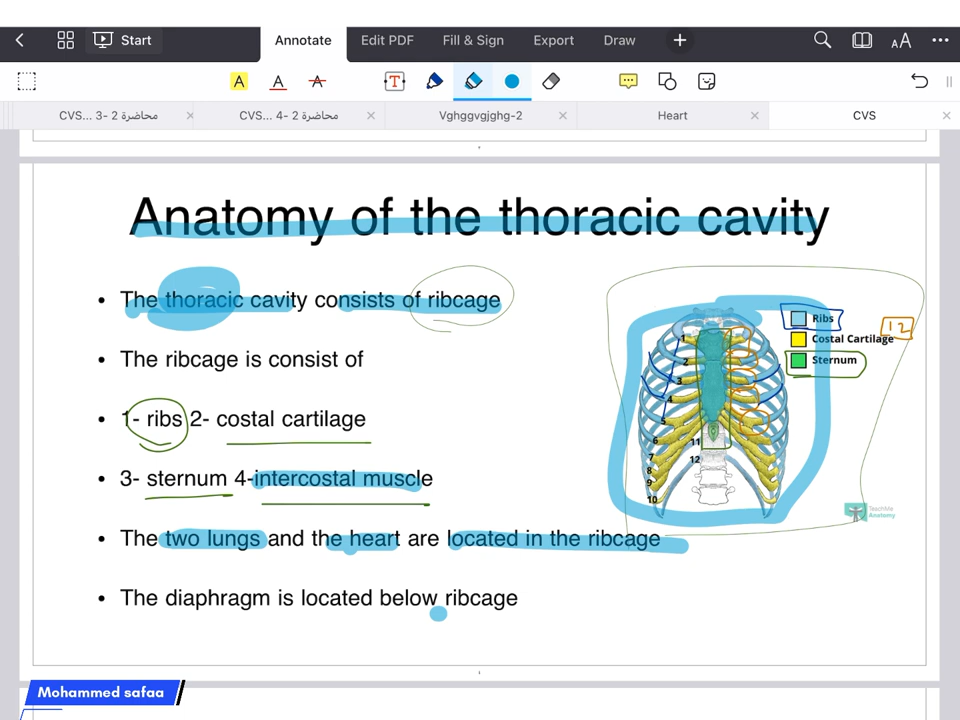 Start
Annotate
Edit PDF
Fill & Sign
Export
Draw
+
AA
A A A T
CVS... 3- 2 محاضرة
CVS... 4- 2 محاضرة
Vghggvgjghg-2
Heart
CVS
Anatomy of the thoracic cavity
• The thoracic cavity consists of ribcage
• The ribcage is consist of
• 1- ribs 2- costal cartilage
• 3- sternum 4-intercostal muscle
• The two lungs and the heart are located in the ribcage
• The diaphragm is located below ribcage
Ribs
12
Costal Cartilage
Sternum
1
2
3
4
5
6
7
8
9
10
11
12
TeachMe
Anatomy
Mohammed safaa